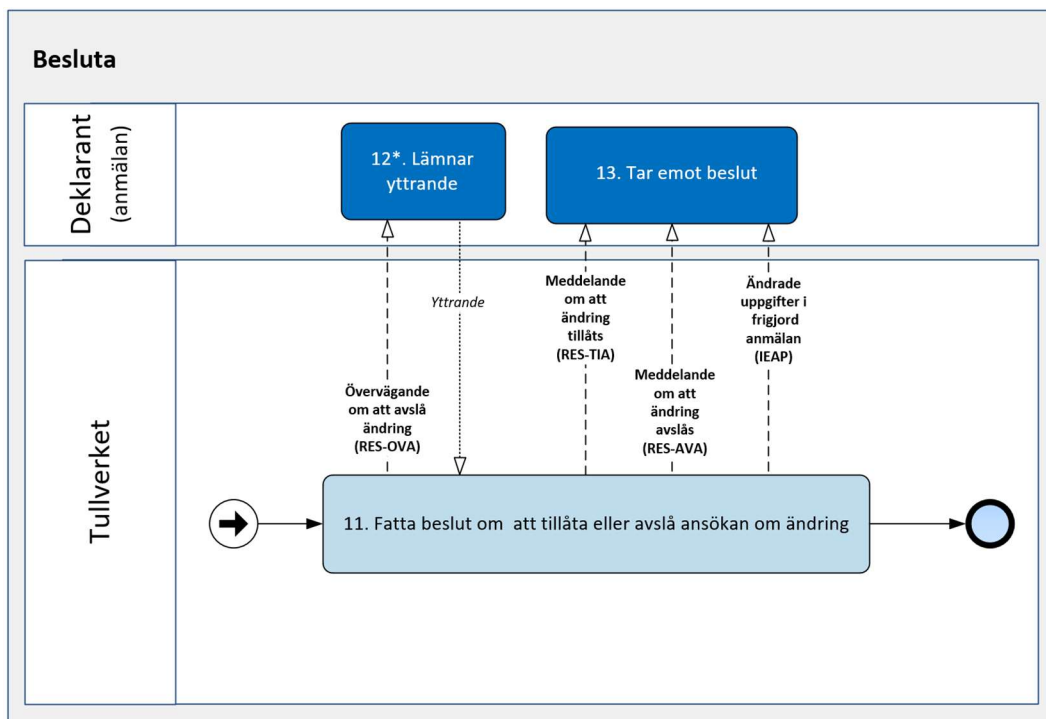 Besluta
Deklarant
(anmälan)
12*. Lämnar
yttrande
13. Tar emot beslut
Övervägande
om att avslå
ändring
(RES-OVA)
Yttrande
Meddelande
om att
ändring
tillåts
(RES-TIA)
Meddelande
om att
ändring
avslås
(RES-AVA)
Ändrade
uppgifter i
frigjord
anmälan
(IEAP)
Tullverket
11. Fatta beslut om  att tillåta eller avslå ansökan om ändring